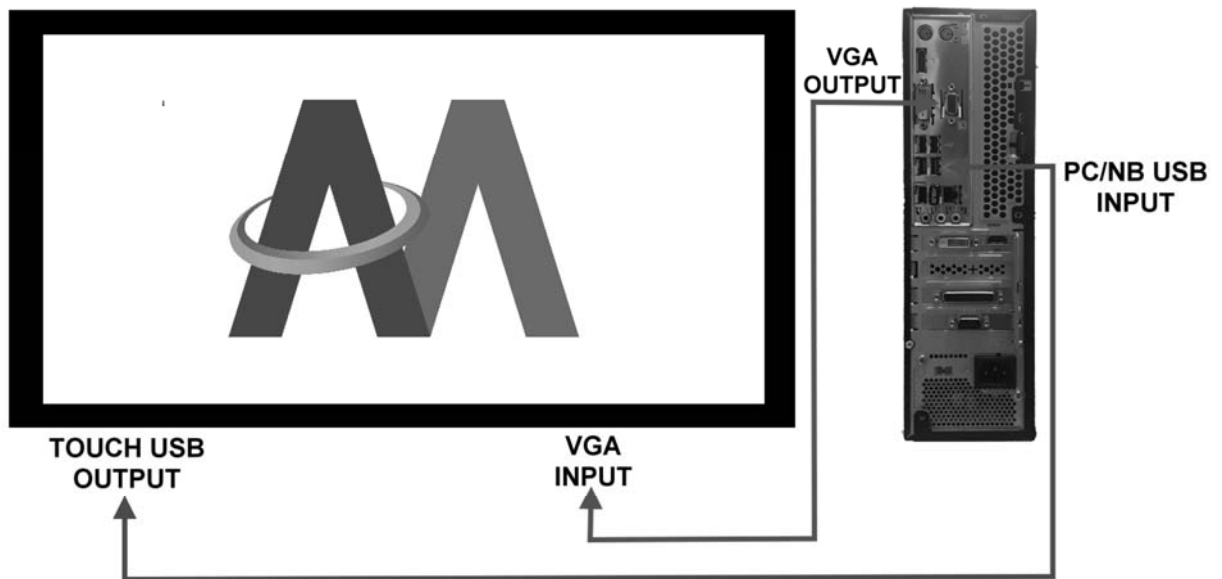 VGA
OUTPUT
PC/NB USB
INPUT
TOUCH USB
OUTPUT
VGA
INPUT